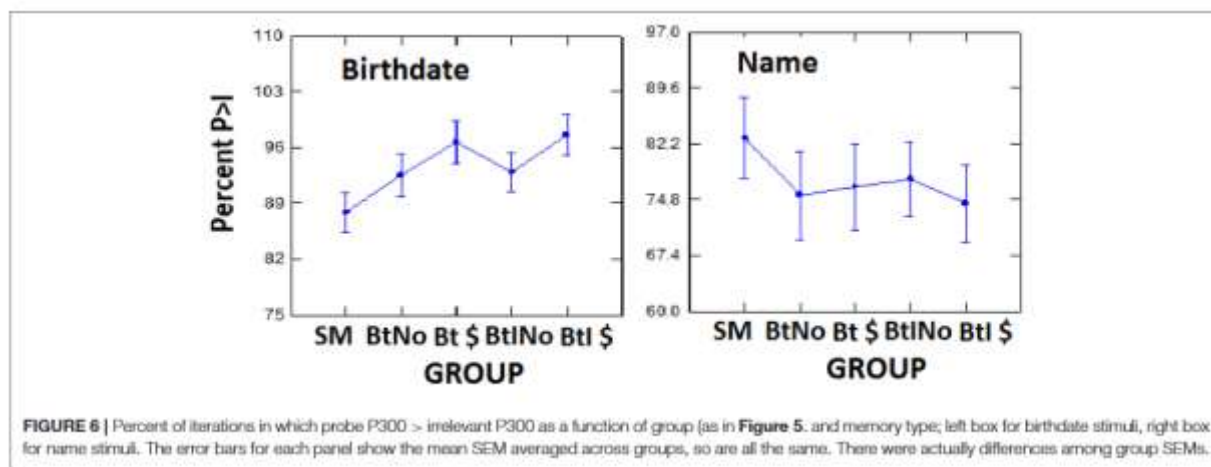 110
103
96
89
82
75
Percent P>I
Birthdate
SM BtNo Bt $ BtINo BtI $
GROUP
97.0
89.6
82.2
74.8
67.4
60.0
Name
SM BtNo Bt $ BtINo BtI $
GROUP
FIGURE 6 | Percent of iterations in which probe P300 > irrelevant P300 as a function of group (as in Figure 5. and memory type; left box for birthdate stimuli, right box
for name stimuli. The error bars for each panel show the mean SEM averaged across groups, so are all the same. There were actually differences among group SEMs.